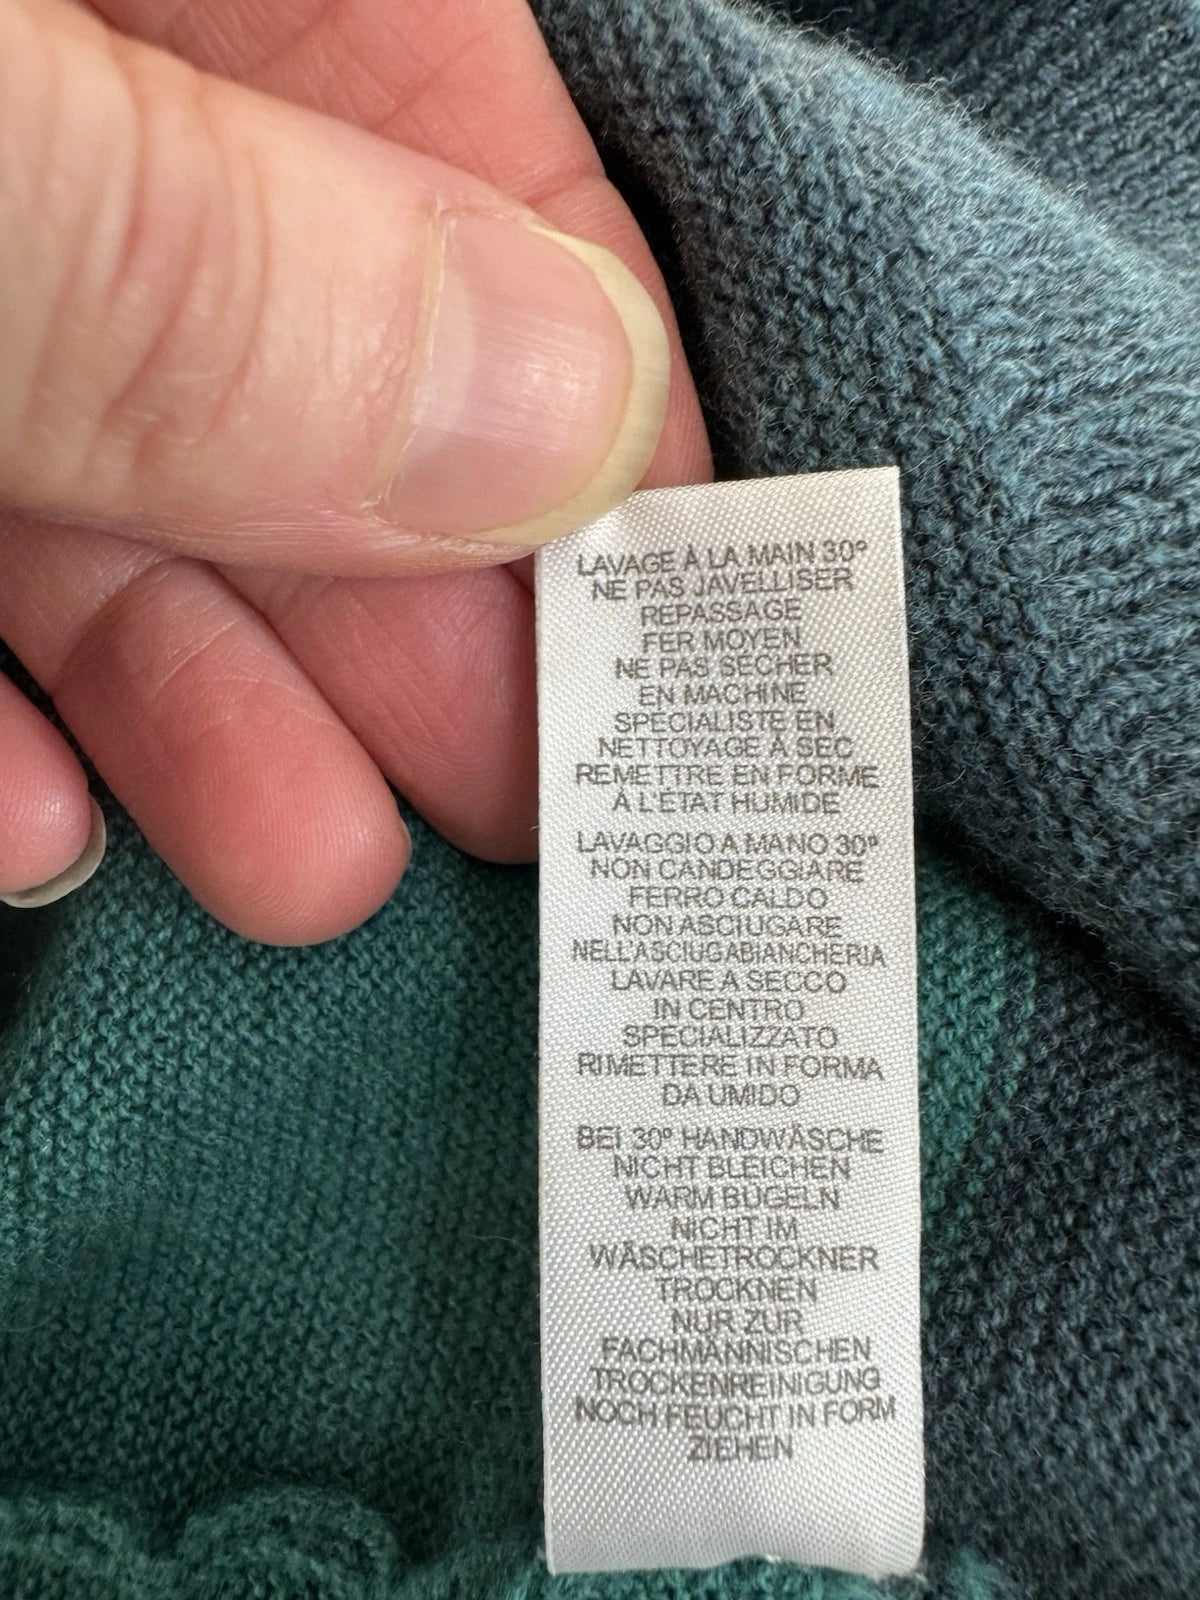 LAVAGE À LA MAIN 30°
NE PAS JAVELLISER
REPASSAGE
FER MOYEN
NE PAS SECHER
EN MACHINE
SPECIALISTE EN
NETTOYAGE À SEC
REMETTRE EN FORME
À L'ETAT HUMIDE
LAVAGGIO A MANO 30°
NON CANDEGGIARE
FERRO CALDO
NON ASCIUGARE
NELL'ASCIUGABIANCHERIA
LAVARE A SECCO
IN CENTRO
SPECIALIZZATO
RIMETTERE IN FORMA
DA UMIDO
BEI 30° HANDWÄSCHE
NICHT BLEICHEN
WARM BUGELN
NICHT IM
WÄSCHETROCKNER
TROCKNEN
NUR ZUR
FACHMANNISCHEN
TROCKENREINIGUNG
NOCH FEUCHT IN FORM
ZIEHEN